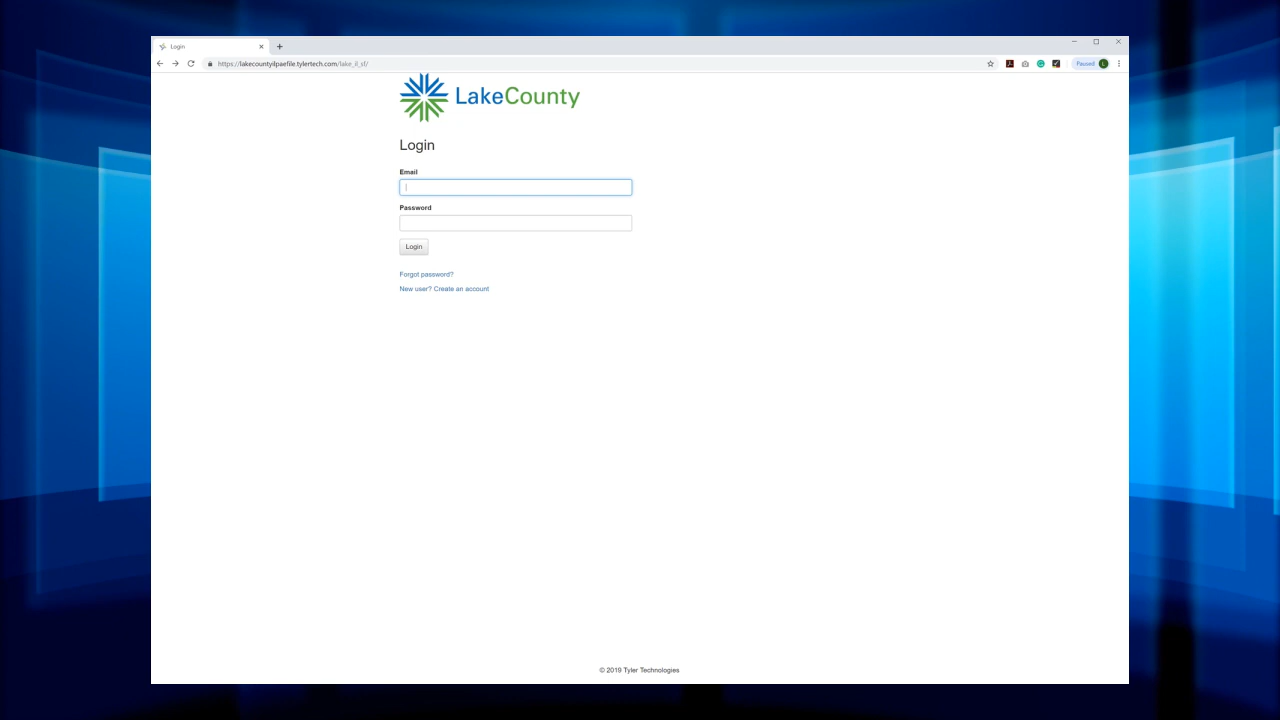 Login
https://lakecountyilpaefile.tylertech.com/lake_il_sf/
Paused L
LakeCounty
Login
Email
Password
Login
Forgot password?
New user? Create an account
© 2019 Tyler Technologies